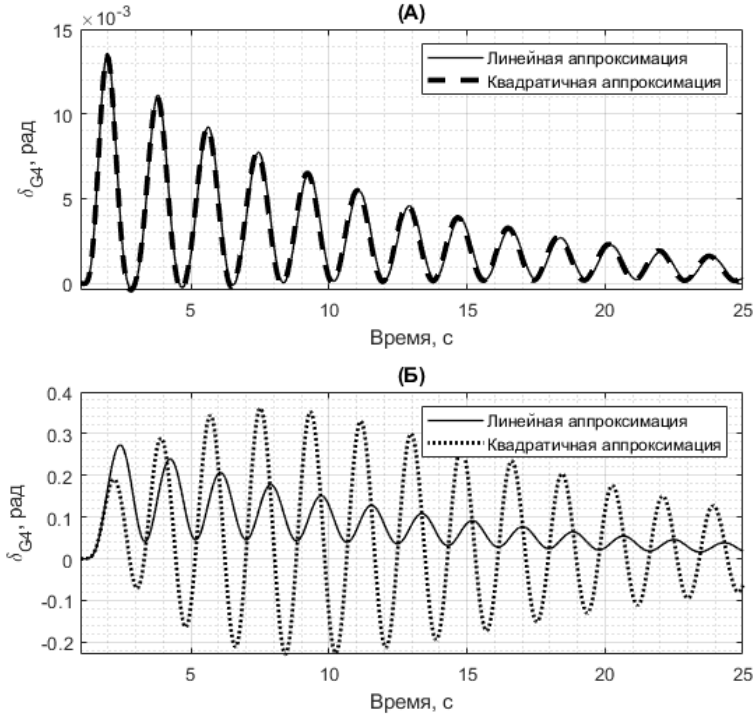 (А)
× 10⁻³
15
10
5
0
δG4, рад
Линейная аппроксимация
Квадратичная аппроксимация
5 10 15 20 25
Время, с
(Б)
0.4
0.3
0.2
0.1
0
-0.1
-0.2
δG4, рад
Линейная аппроксимация
Квадратичная аппроксимация
5 10 15 20 25
Время, с